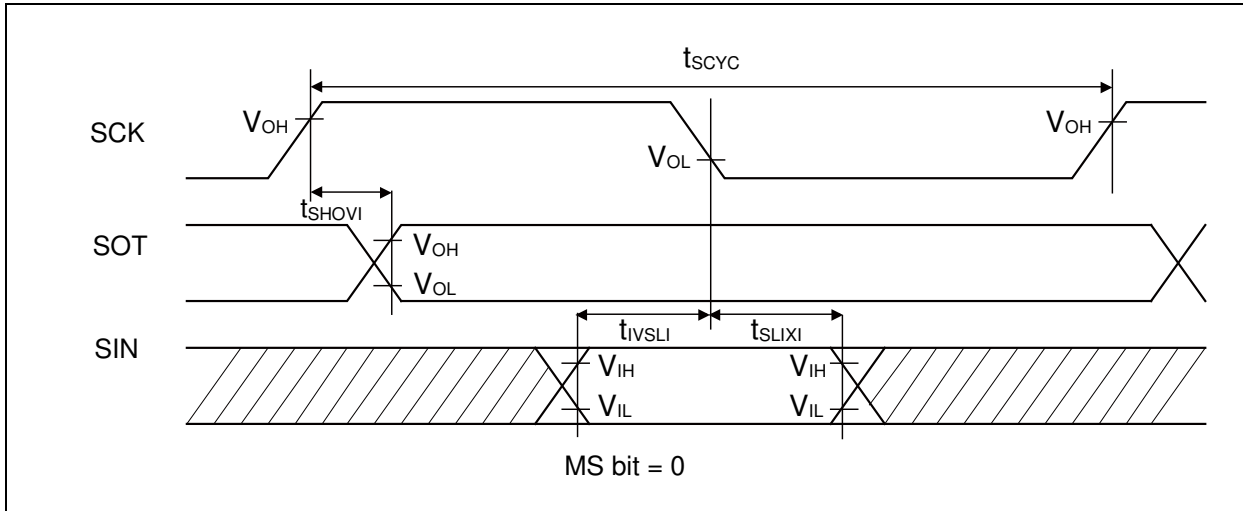 tSCYC
SCK
VOH
VOL
VOH
tSHOVI
SOT
VOH
VOL
tIVSLI
tSLIXI
SIN
VIH
VIH
VIL
VIL
MS bit = 0